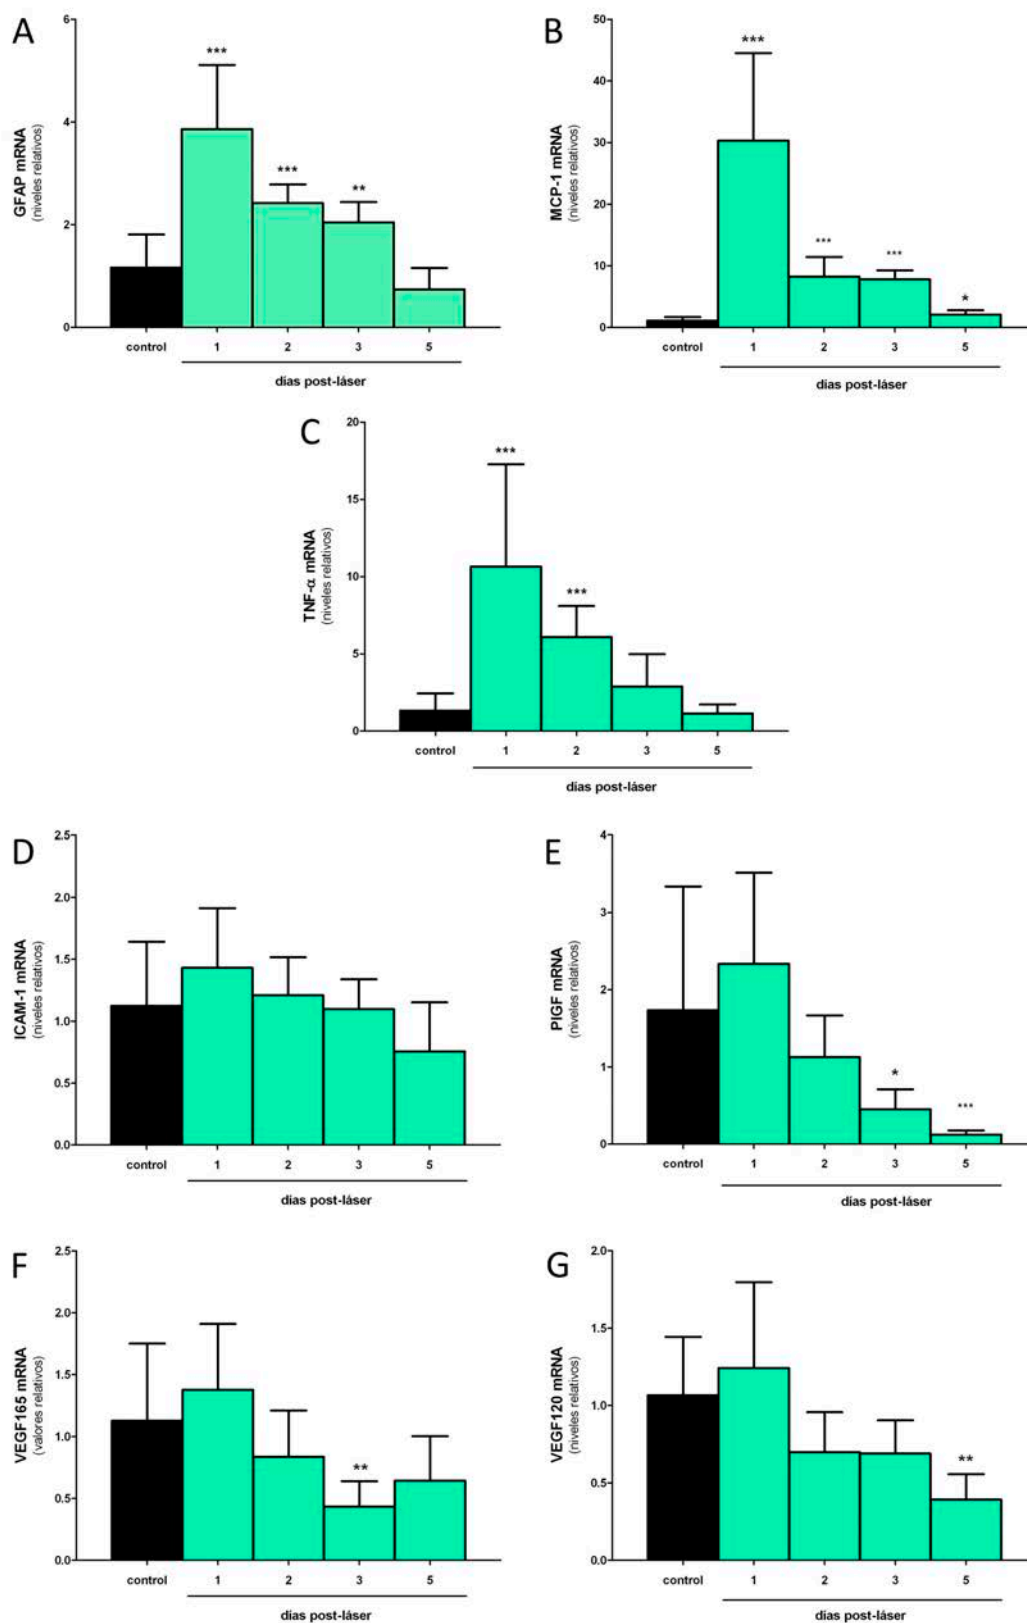 A
GFAP mRNA
(niveles relativos)
6
4
2
0
***
***
**
control
1
2
3
5
días post-láser
B
MCP-1 mRNA
(niveles relativos)
50
40
30
20
10
0
***
***
***
*
control
1
2
3
5
días post-láser
C
TNF-α mRNA
(niveles relativos)
20
15
10
5
0
***
***
control
1
2
3
5
días post-láser
D
ICAM-1 mRNA
(niveles relativos)
2.5
2.0
1.5
1.0
0.5
0.0
control
1
2
3
5
días post-láser
E
PIGF mRNA
(niveles relativos)
4
3
2
1
0
*
***
control
1
2
3
5
días post-láser
F
VEGF165 mRNA
(valores relativos)
2.5
2.0
1.5
1.0
0.5
0.0
**
control
1
2
3
5
días post-láser
G
VEGF120 mRNA
(niveles relativos)
2.0
1.5
1.0
0.5
0.0
**
control
1
2
3
5
días post-láser